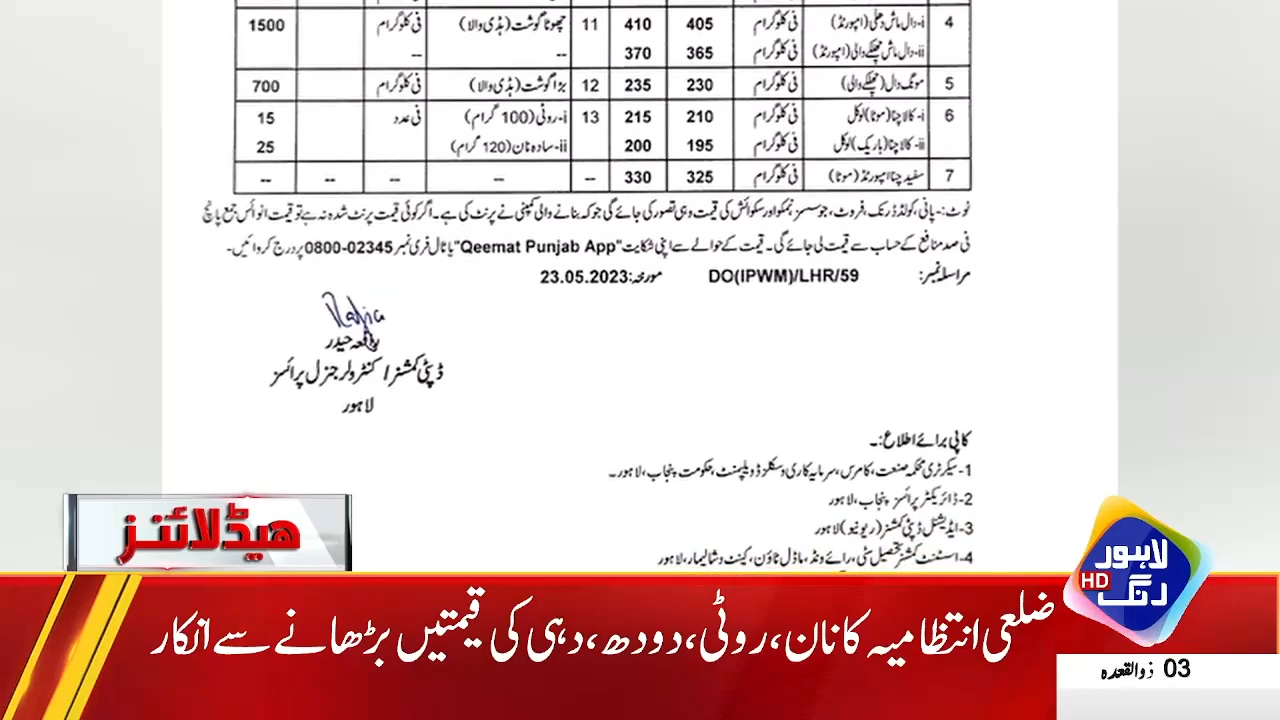 4 i-دال ماش دھلی (امپورٹڈ) فی کلوگرام 405 410 11 چھوٹا گوشت (ہڈی والا) فی کلوگرام 1500
ii-دال ماش چھلکے والی (امپورٹڈ) فی کلوگرام 365 370 -- --
5 مونگ دال (چھلکے والی) فی کلوگرام 230 235 12 بڑا گوشت (ہڈی والا) فی کلوگرام 700
6 i-کالا چنا (موٹا) لوکل فی کلوگرام 210 215 13 i-روٹی (100 گرام) فی عدد 15
ii-کالا چنا (باریک) لوکل فی کلوگرام 195 200 ii-سادہ نان (120 گرام) 25
7 سفید چنا امپورٹڈ (موٹا) فی کلوگرام 325 330 -- -- -- -- --
نوٹ:- پانی، کولڈ ڈرنک، فروٹ، جوسسز، نمکو اور سکوائش کی قیمت وہی تصور کی جائے گی جو کہ بنانے والی کمپنی نے پرنٹ کی ہے۔ اگر کوئی قیمت پرنٹ شدہ نہ ہے تو قیمت انوائس جمع پانچ
فی صد منافع کے حساب سے قیمت لی جائے گی۔ قیمت کے حوالے سے اپنی شکایت "Qeemat Punjab App" یا ٹال فری نمبر 02345-0800 پر درج کروائیں۔
مراسلہ نمبر: DO(IPWM)/LHR/59 مورخہ: 23.05.2023
Rafia
رافعہ حیدر
ڈپٹی کمشنر / کنٹرولر جنرل پرائسز
لاہور
کاپی برائے اطلاع:۔
1-سیکرٹری محکمہ صنعت، کامرس، سرمایہ کاری و سکلز ڈویلپمنٹ، حکومت پنجاب، لاہور۔
2-ڈائریکٹر پرائسز پنجاب، لاہور
3-ایڈیشنل ڈپٹی کمشنر (ریونیو) لاہور
4-اسسٹنٹ کمشنر تحصیل سٹی، رائے ونڈ، ماڈل ٹاؤن، کینٹ و شالیمار، لاہور
ہیڈلائنز
لاہور
رنگ HD
ضلعی انتظامیہ کا نان، روٹی، دودھ، دہی کی قیمتیں بڑھانے سے انکار
03 ذوالقعدہ